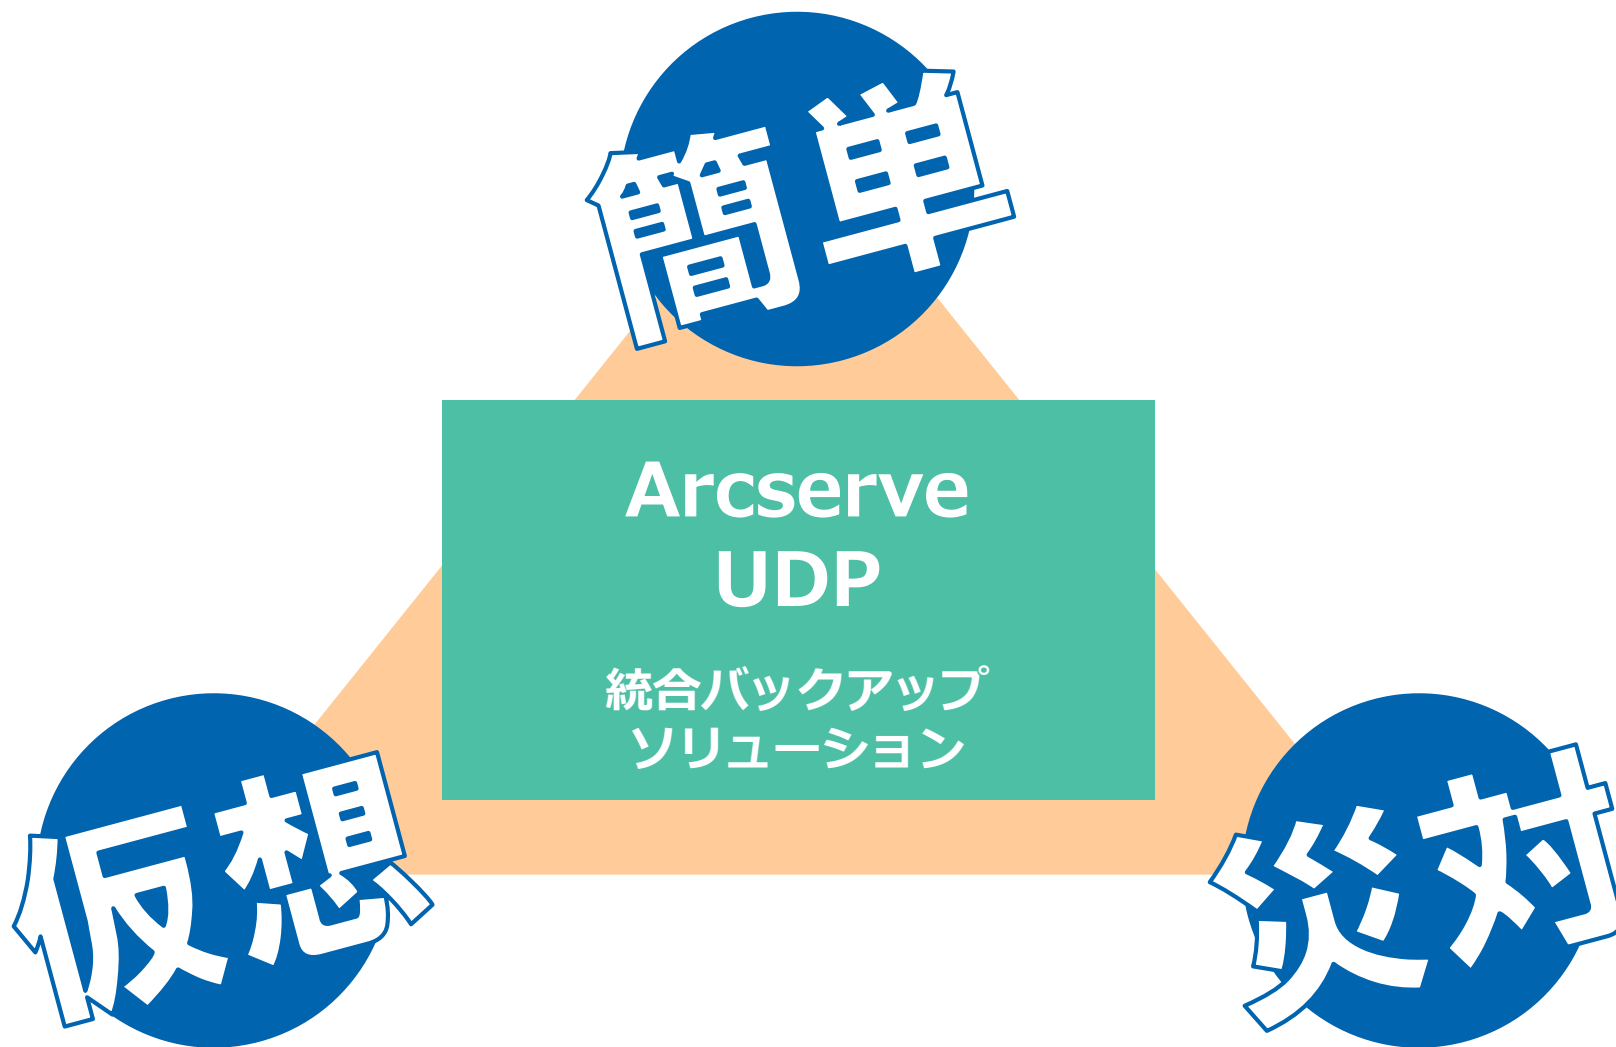 簡単
Arcserve
UDP
統合バックアップ
ソリューション
仮想
災対